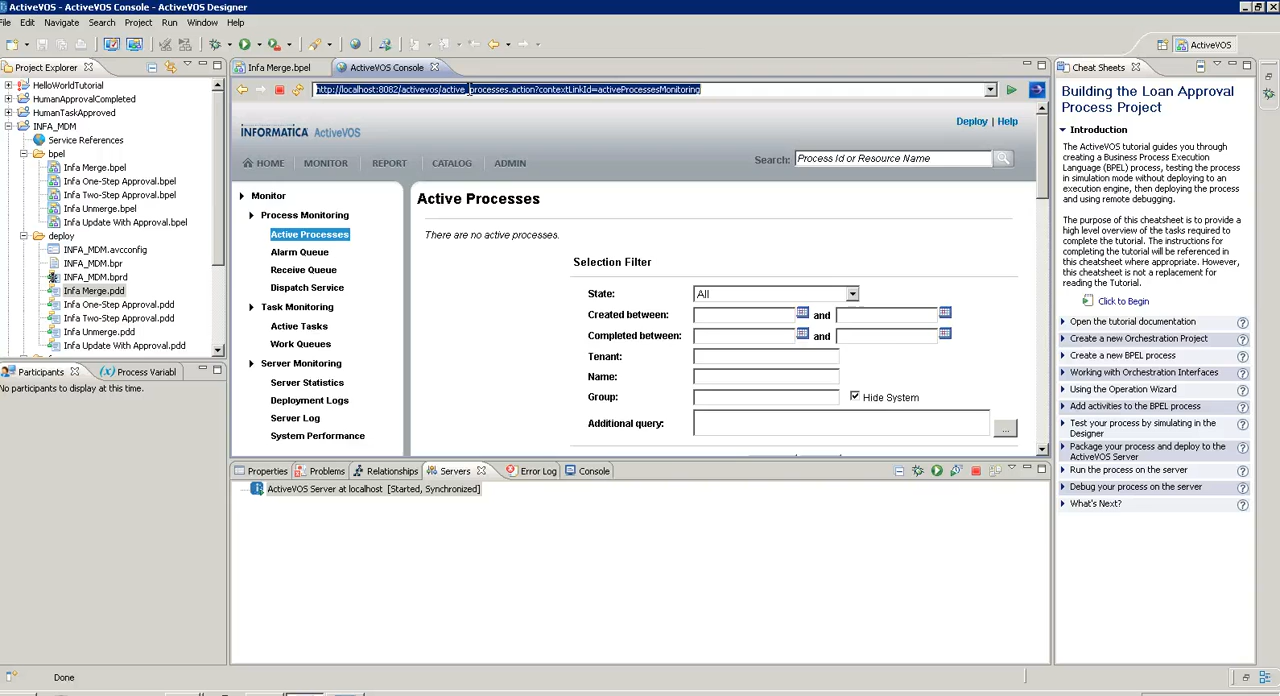 ActiveVOS - ActiveVOS Console - ActiveVOS Designer
File Edit Navigate Search Project Run Window Help
ActiveVOS
Project Explorer
HelloWorldTutorial
HumanApprovalCompleted
HumanTaskApproved
INFA_MDM
Service References
bpel
Infa Merge.bpel
Infa One-Step Approval.bpel
Infa Two-Step Approval.bpel
Infa Unmerge.bpel
Infa Update With Approval.bpel
deploy
INFA_MDM.avcconfig
INFA_MDM.bpr
INFA_MDM.bprd
Infa Merge.pdd
Infa One-Step Approval.pdd
Infa Two-Step Approval.pdd
Infa Unmerge.pdd
Infa Update With Approval.pdd
Participants
Process Variabl
No participants to display at this time.
Infa Merge.bpel
ActiveVOS Console
http://localhost:8082/activevos/active_processes.action?contextLinkId=activeProcessesMonitoring
INFORMATICA ActiveVOS
Deploy | Help
HOME MONITOR REPORT CATALOG ADMIN
Search: Process Id or Resource Name
Monitor
Process Monitoring
Active Processes
Alarm Queue
Receive Queue
Dispatch Service
Task Monitoring
Active Tasks
Work Queues
Server Monitoring
Server Statistics
Deployment Logs
Server Log
System Performance
Active Processes
There are no active processes.
Selection Filter
State: All
Created between: and
Completed between: and
Tenant:
Name:
Group: Hide System
Additional query: ...
Properties Problems Relationships Servers Error Log Console
ActiveVOS Server at localhost [Started, Synchronized]
Cheat Sheets
Building the Loan Approval
Process Project
Introduction
The ActiveVOS tutorial guides you through
creating a Business Process Execution
Language (BPEL) process, testing the process
in simulation mode without deploying to an
execution engine, then deploying the process
and using remote debugging.
The purpose of this cheatsheet is to provide a
high level overview of the tasks required to
complete the tutorial. The instructions for
completing the tutorial will be referenced in
this cheatsheet where appropriate. However,
this cheatsheet is not a replacement for
reading the Tutorial.
Click to Begin
Open the tutorial documentation
Create a new Orchestration Project
Create a new BPEL process
Working with Orchestration Interfaces
Using the Operation Wizard
Add activities to the BPEL process
Test your process by simulating in the
Designer
Package your process and deploy to the
ActiveVOS Server
Run the process on the server
Debug your process on the server
What's Next?
Done